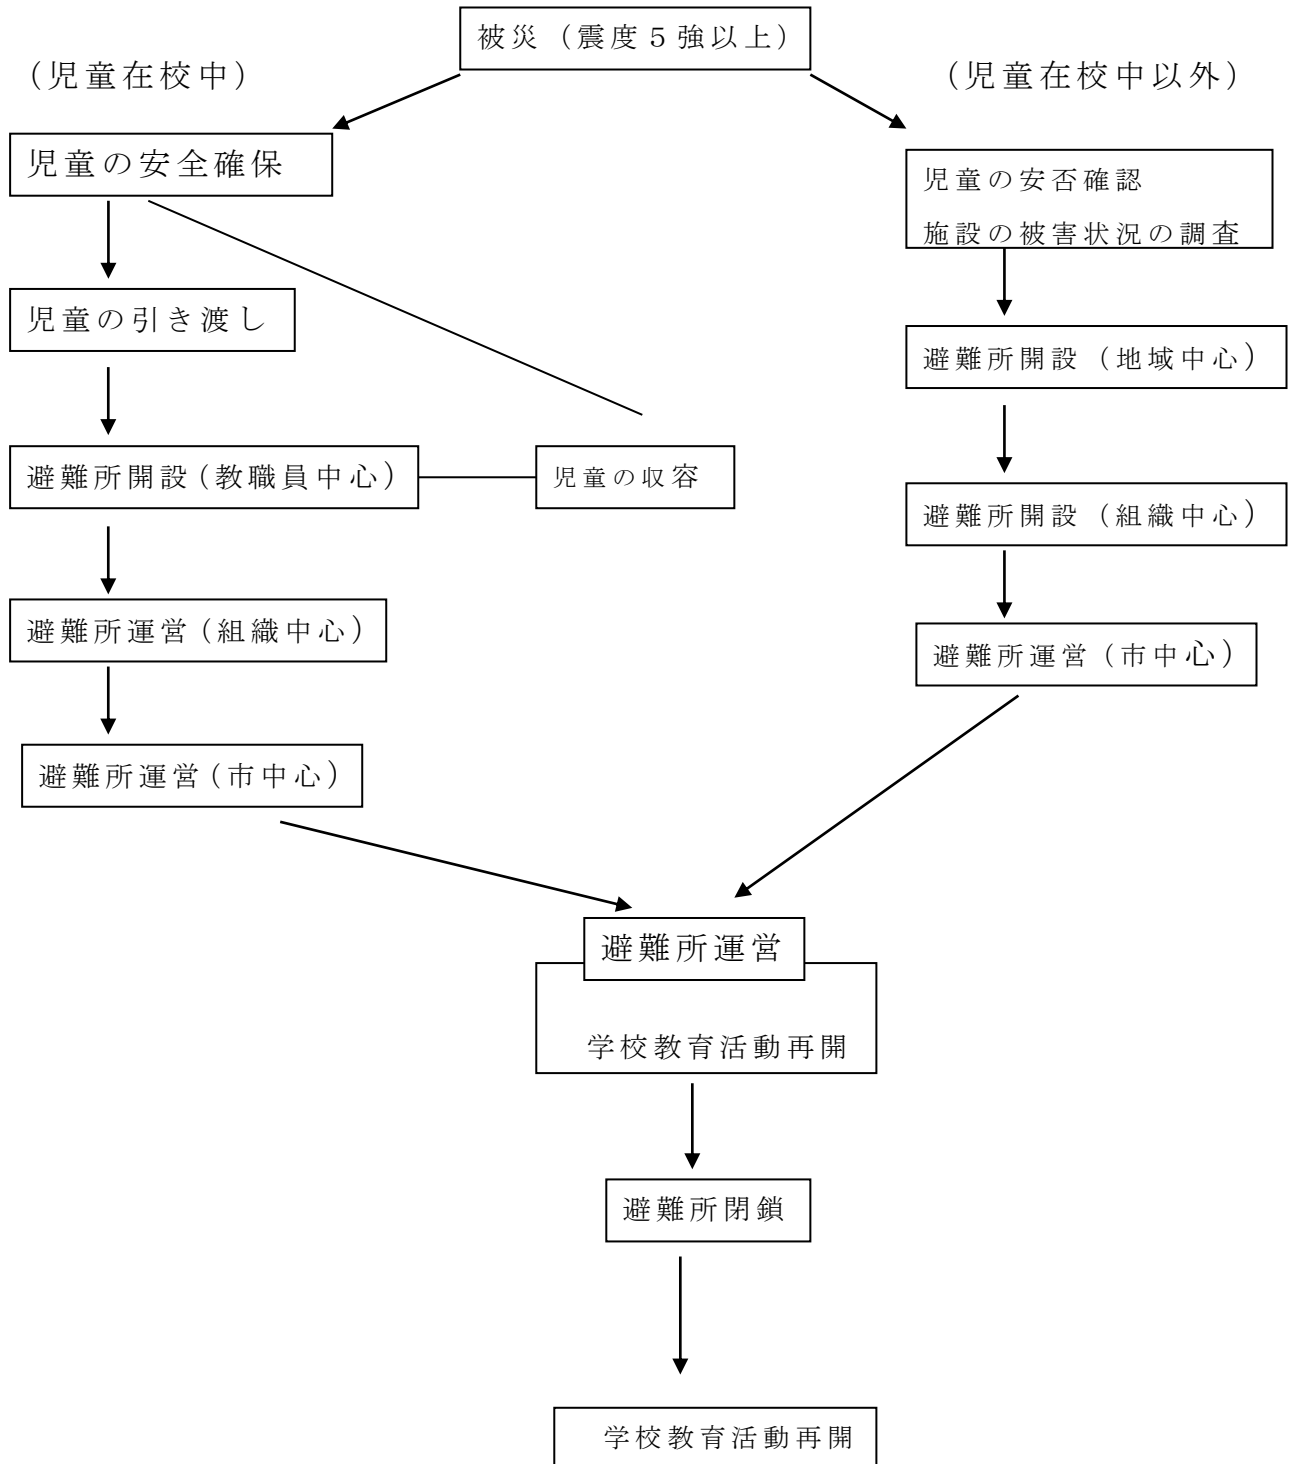 被災（震度５強以上）
（児童在校中）
（児童在校中以外）
児童の安全確保
児童の安否確認
施設の被害状況の調査
児童の引き渡し
避難所開設（地域中心）
避難所開設（教職員中心）
児童の収容
避難所開設（組織中心）
避難所運営（組織中心）
避難所運営（市中心）
避難所運営（市中心）
避難所運営
学校教育活動再開
避難所閉鎖
学校教育活動再開